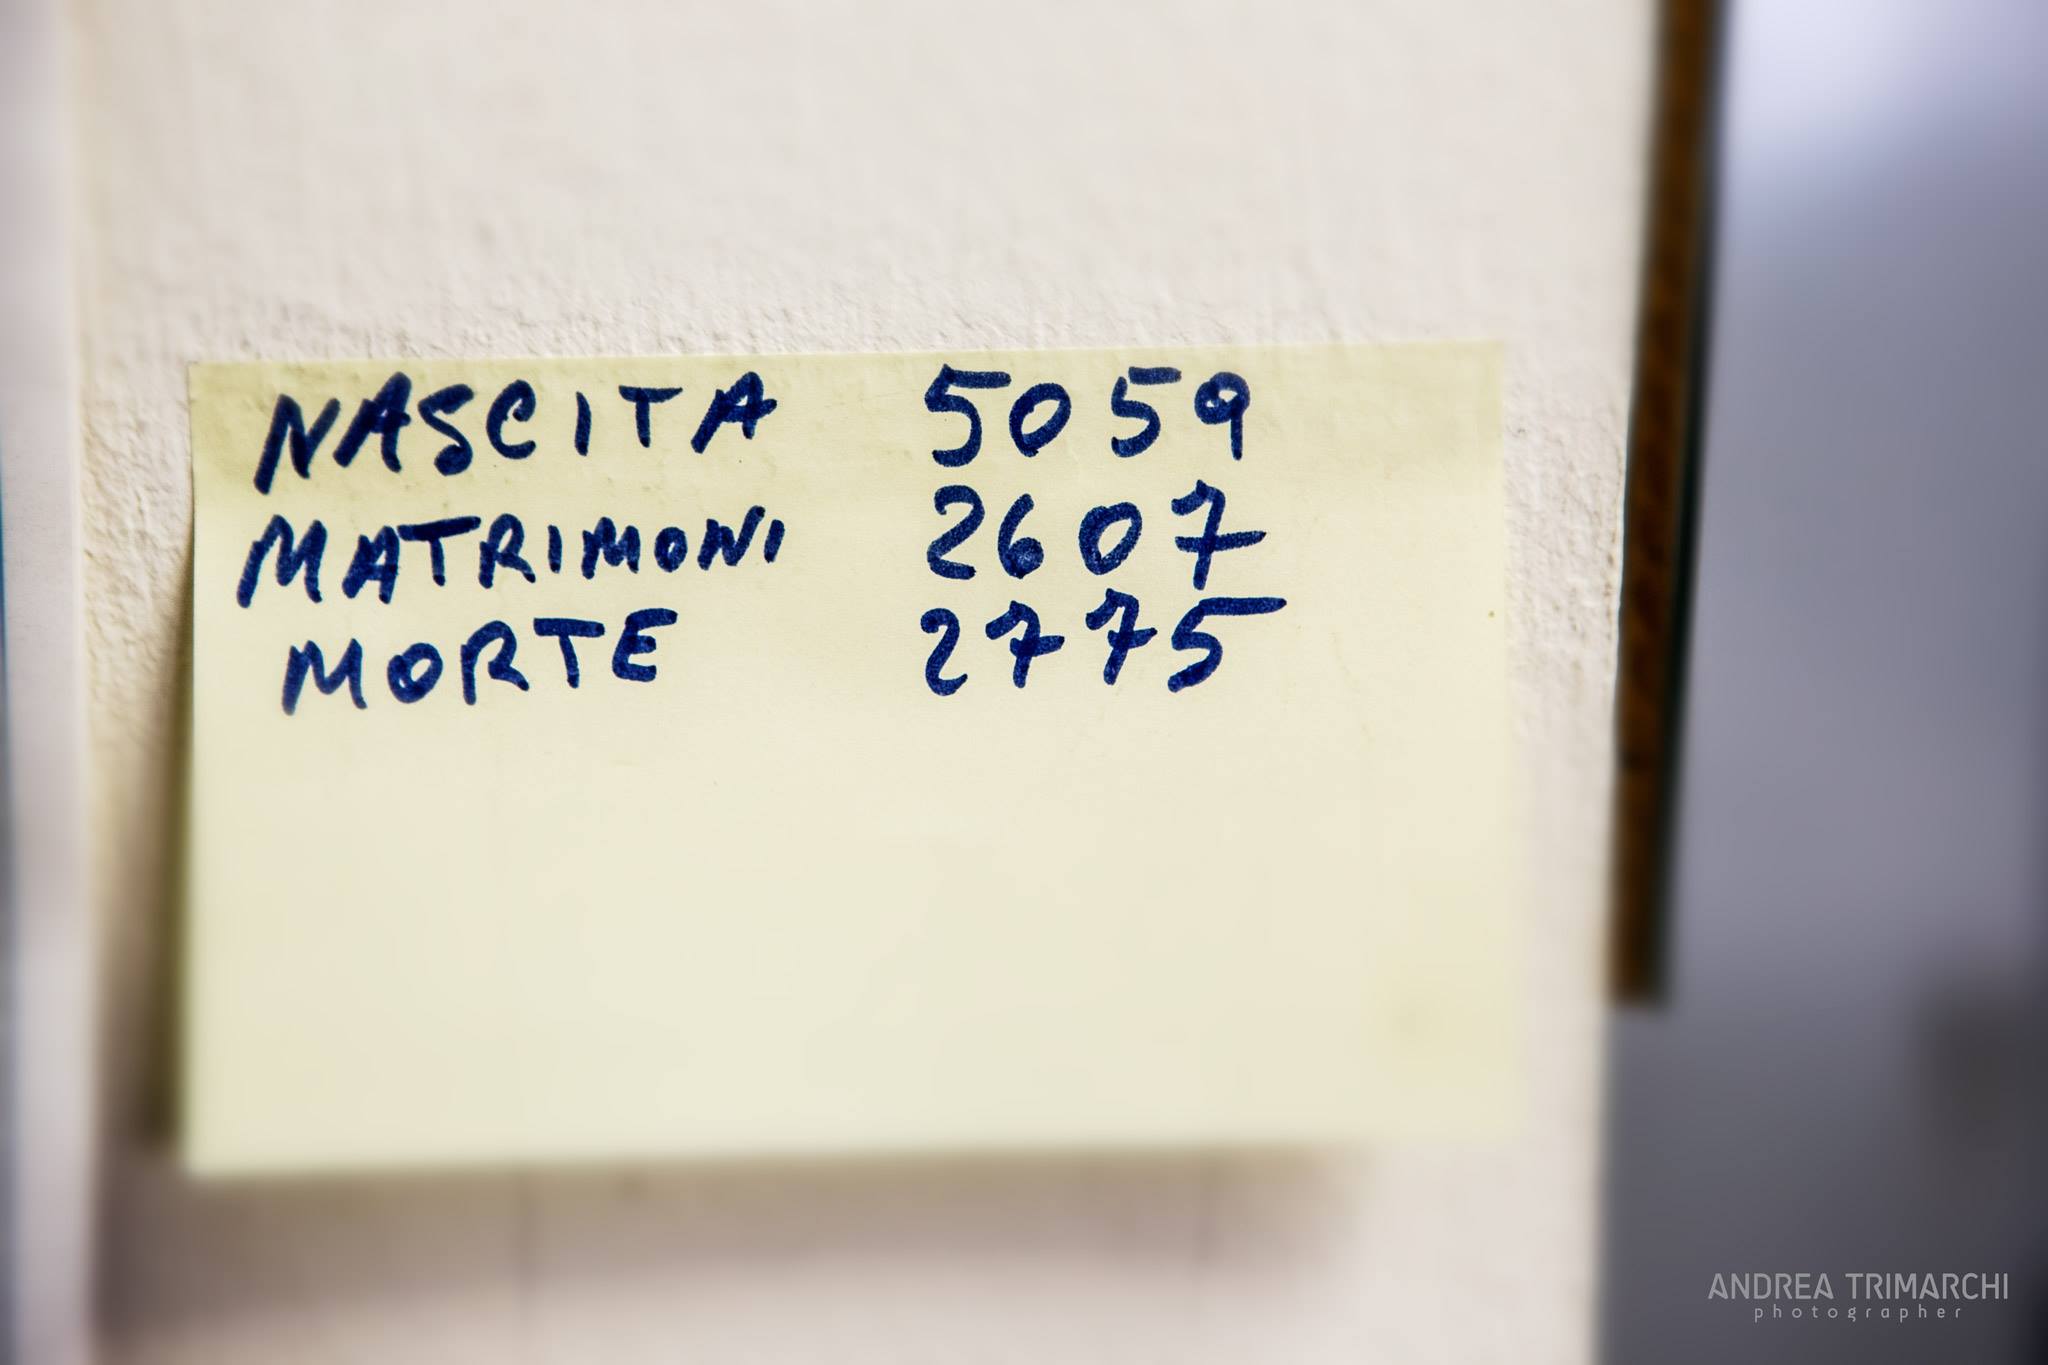 NASCITA 5059
MATRIMONI 2607
MORTE 2775
ANDREA TRIMARCHI
photographer